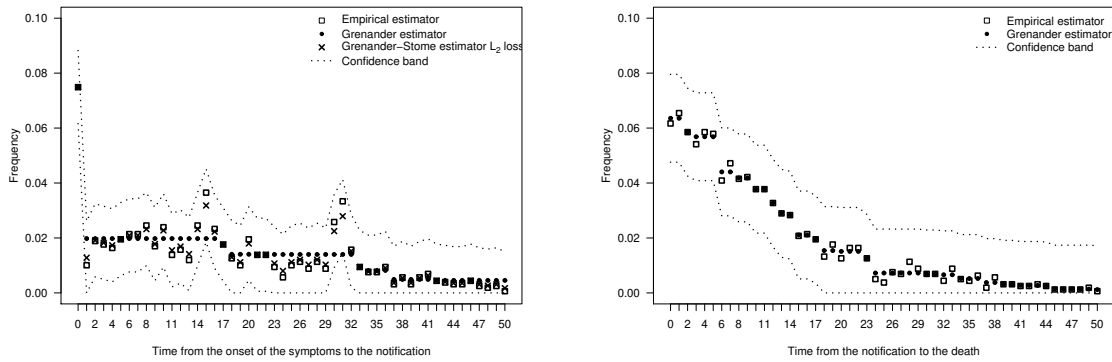 Empirical estimator
Grenander estimator
Grenander−Stome estimator L2 loss
Confidence band
0.10
0.08
0.06
0.04
0.02
0.00
Frequency
0 2 4 6 8 11 14 17 20 23 26 29 32 35 38 41 44 47 50
Time from the onset of the symptoms to the notification
Empirical estimator
Grenander estimator
Confidence band
0.10
0.08
0.06
0.04
0.02
0.00
Frequency
0 2 4 6 8 11 14 17 20 23 26 29 32 35 38 41 44 47 50
Time from the notification to the death